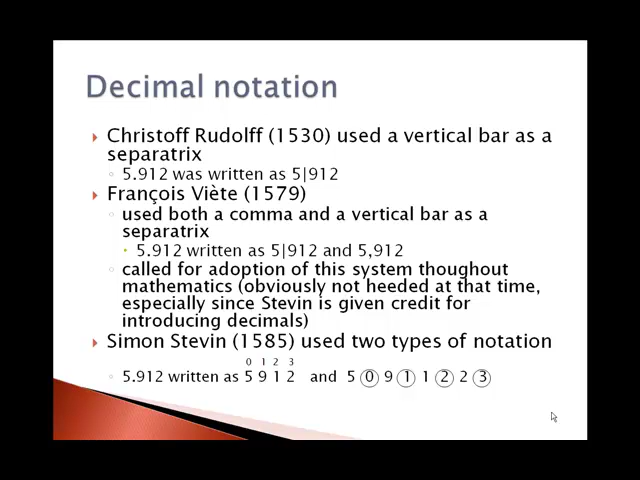 Decimal notation
Christoff Rudolff (1530) used a vertical bar as a
separatrix
5.912 was written as 5|912
François Viète (1579)
used both a comma and a vertical bar as a
separatrix
5.912 written as 5|912 and 5,912
called for adoption of this system thoughout
mathematics (obviously not heeded at that time,
especially since Stevin is given credit for
introducing decimals)
Simon Stevin (1585) used two types of notation
0 1 2 3
5.912 written as 5 9 1 2 and 5 ⓪ 9 ① 1 ② 2 ③